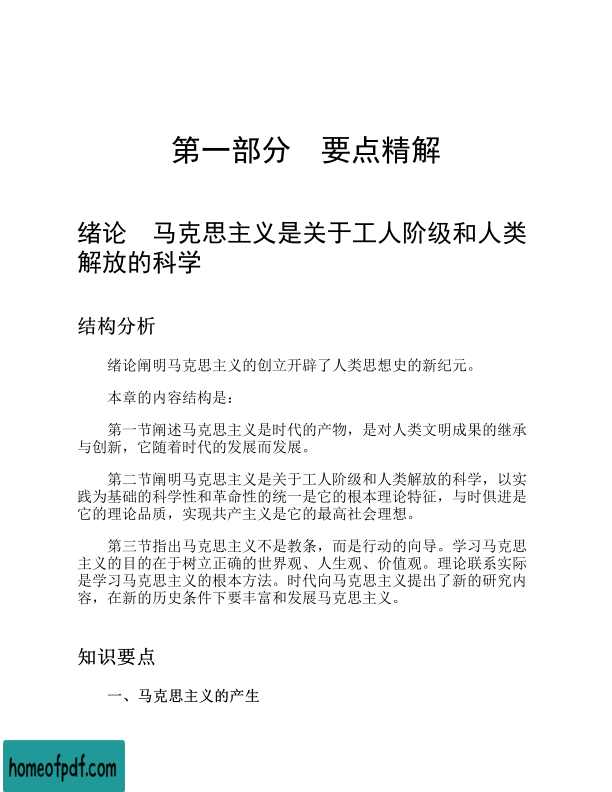 第一部分　要点精解
绪论　马克思主义是关于工人阶级和人类
解放的科学
结构分析
绪论阐明马克思主义的创立开辟了人类思想史的新纪元。
本章的内容结构是：
第一节阐述马克思主义是时代的产物，是对人类文明成果的继承
与创新，它随着时代的发展而发展。
第二节阐明马克思主义是关于工人阶级和人类解放的科学，以实
践为基础的科学性和革命性的统一是它的根本理论特征，与时俱进是
它的理论品质，实现共产主义是它的最高社会理想。
第三节指出马克思主义不是教条，而是行动的向导。学习马克思
主义的目的在于树立正确的世界观、人生观、价值观。理论联系实际
是学习马克思主义的根本方法。时代向马克思主义提出了新的研究内
容，在新的历史条件下要丰富和发展马克思主义。
知识要点
一、马克思主义的产生
homeofpdf.com